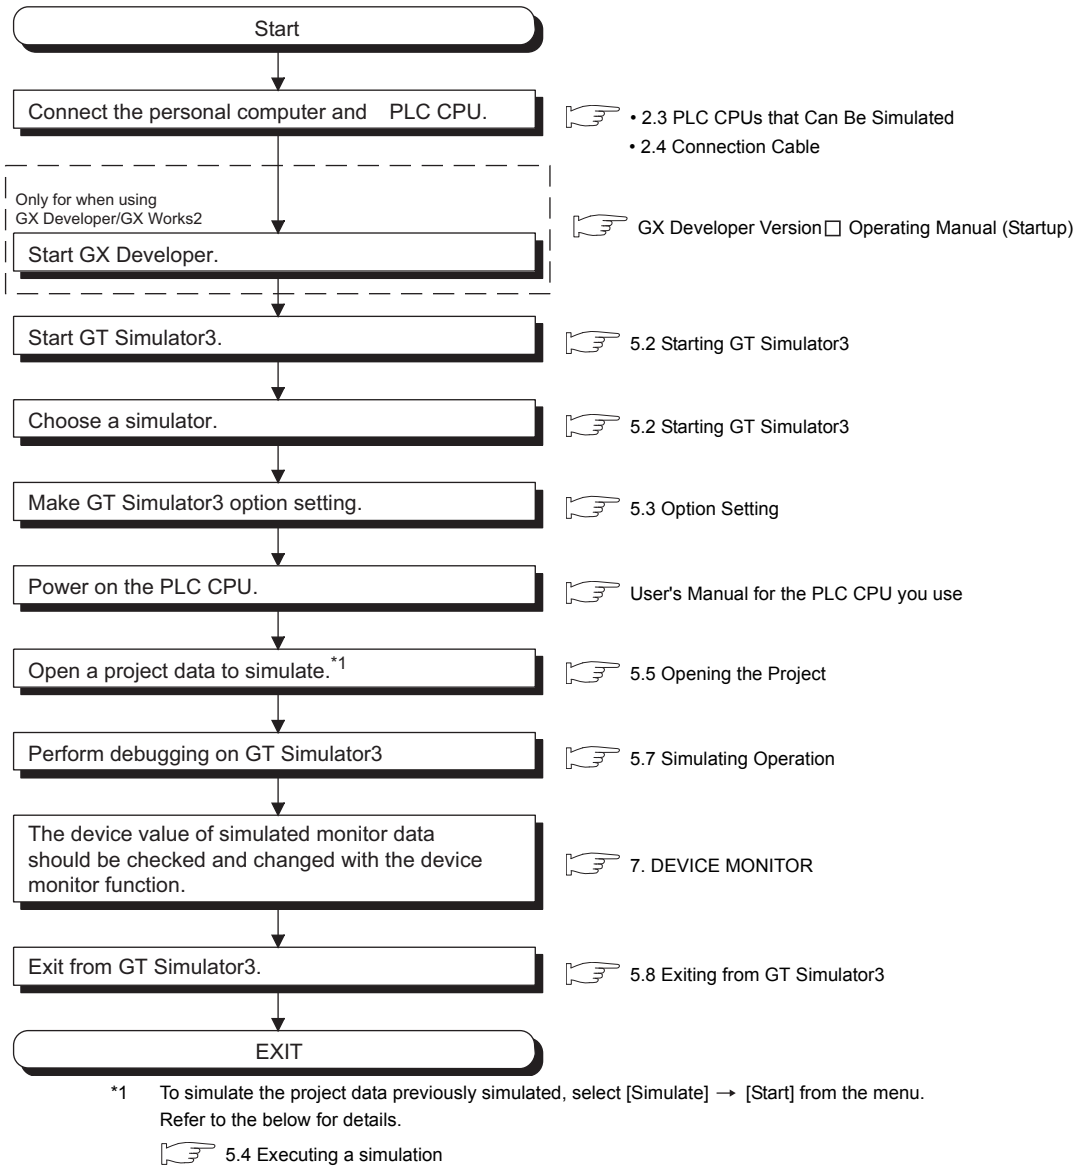 Start
Connect the personal computer and PLC CPU.
• 2.3 PLC CPUs that Can Be Simulated
• 2.4 Connection Cable
Only for when using
GX Developer/GX Works2
GX Developer Version□ Operating Manual (Startup)
Start GX Developer.
Start GT Simulator3.
5.2 Starting GT Simulator3
Choose a simulator.
5.2 Starting GT Simulator3
Make GT Simulator3 option setting.
5.3 Option Setting
Power on the PLC CPU.
User's Manual for the PLC CPU you use
Open a project data to simulate.*1
5.5 Opening the Project
Perform debugging on GT Simulator3
5.7 Simulating Operation
The device value of simulated monitor data
should be checked and changed with the device
monitor function.
7. DEVICE MONITOR
Exit from GT Simulator3.
5.8 Exiting from GT Simulator3
EXIT
*1 To simulate the project data previously simulated, select [Simulate] → [Start] from the menu.
Refer to the below for details.
5.4 Executing a simulation